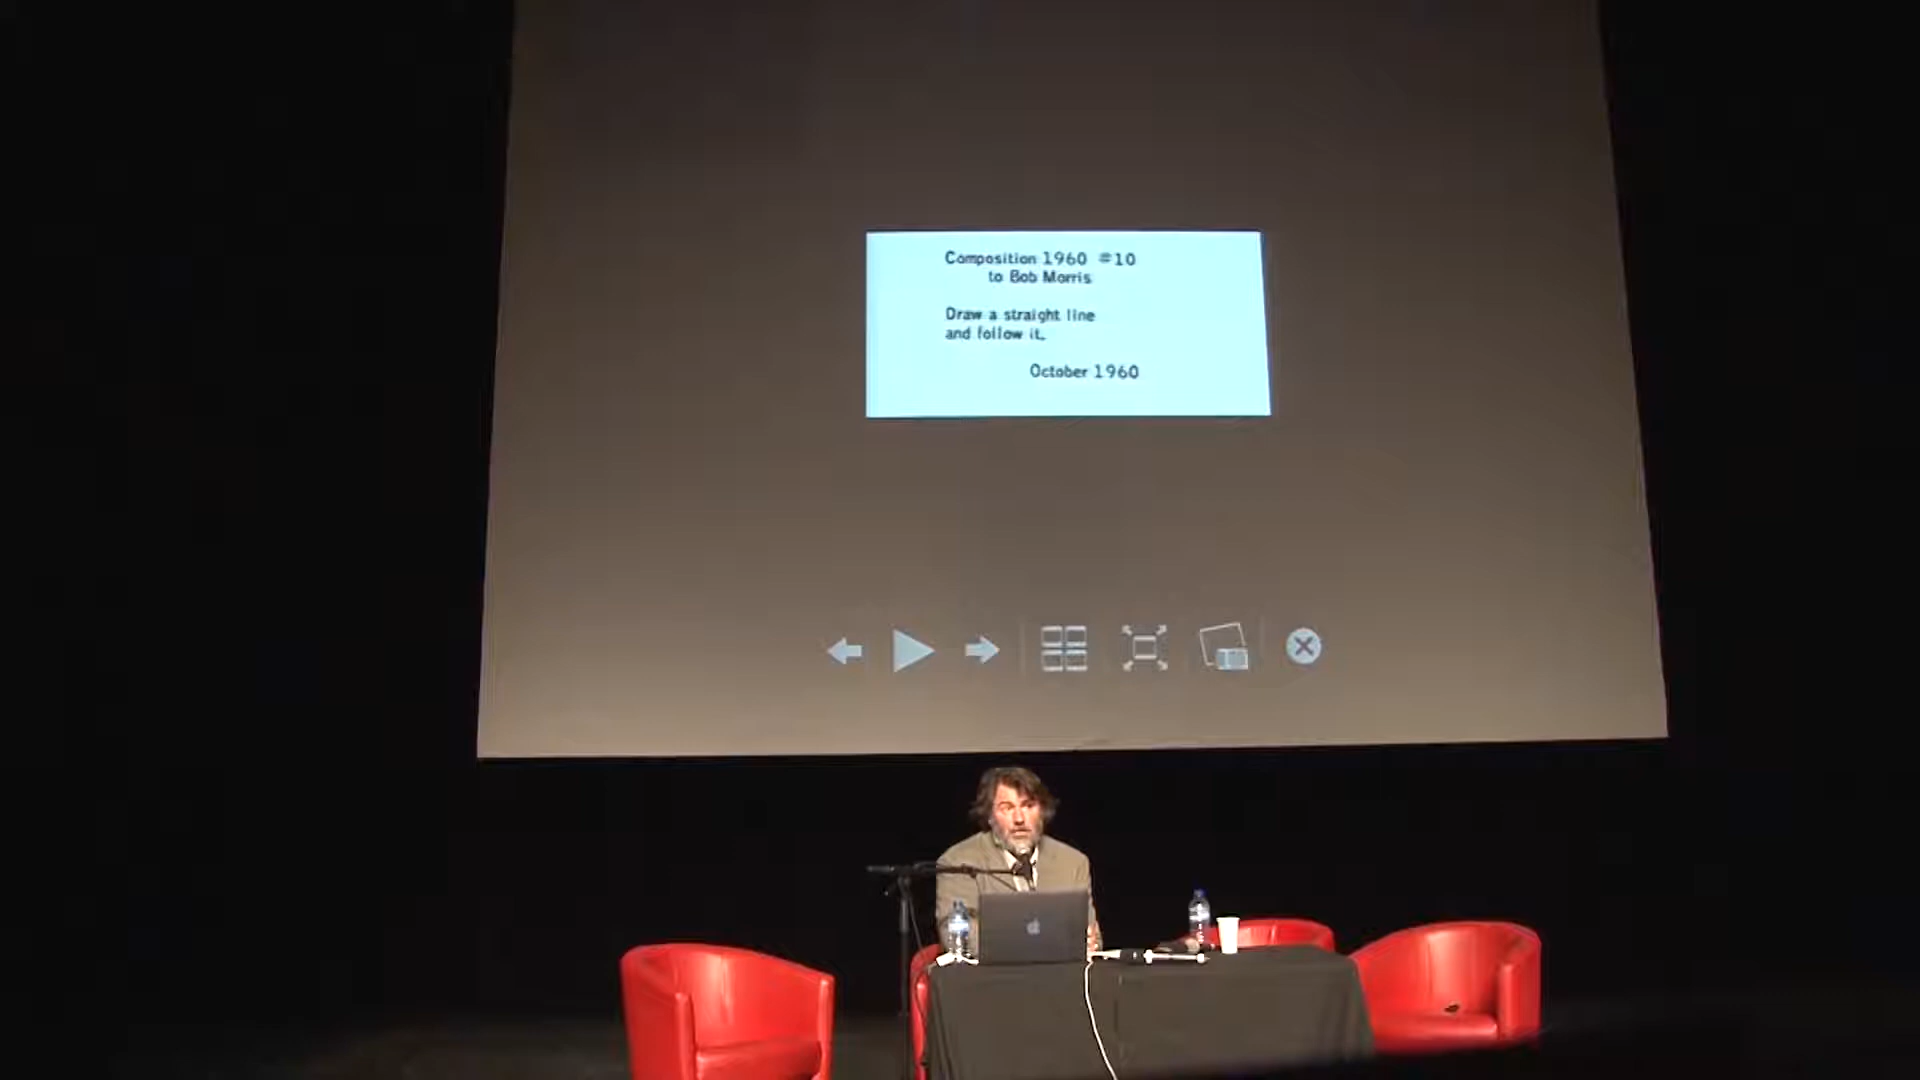 Composition 1960 #10
to Bob Morris
Draw a straight line
and follow it.
October 1960